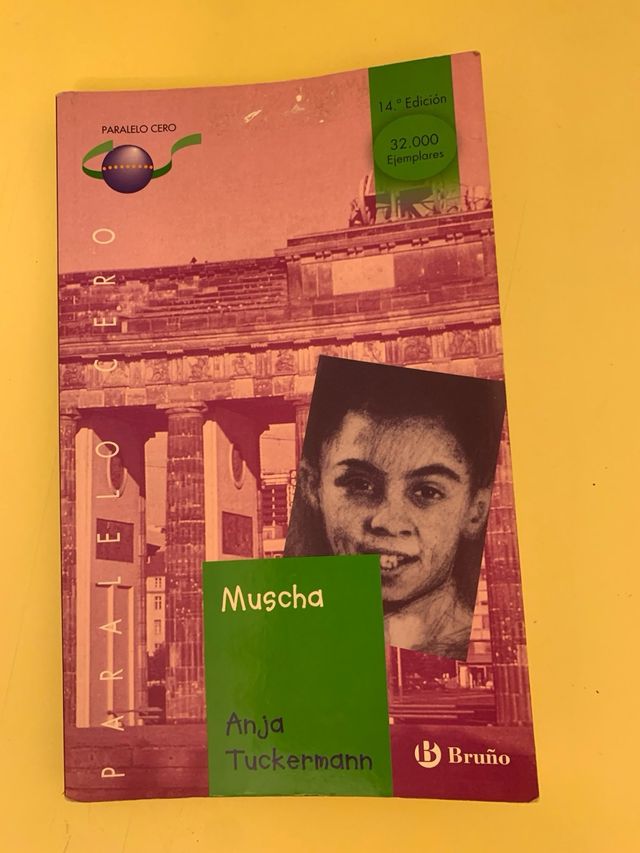 PARALELO CERO
14.º Edición
32.000
Ejemplares
PARALELO CERO
Muscha
Anja
Tuckermann
B Bruño